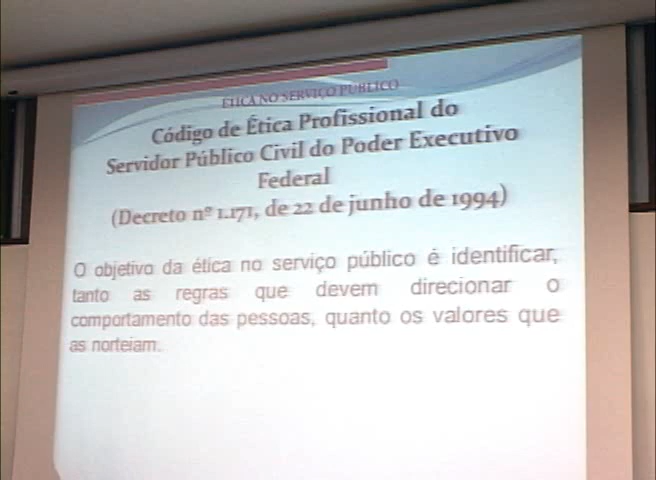 ÉTICA NO SERVIÇO PÚBLICO
Código de Ética Profissional do
Servidor Público Civil do Poder Executivo
Federal
(Decreto nº 1.171, de 22 de junho de 1994)
O objetivo da ética no serviço público é identificar,
tanto as regras que devem direcionar o
comportamento das pessoas, quanto os valores que
as norteiam.